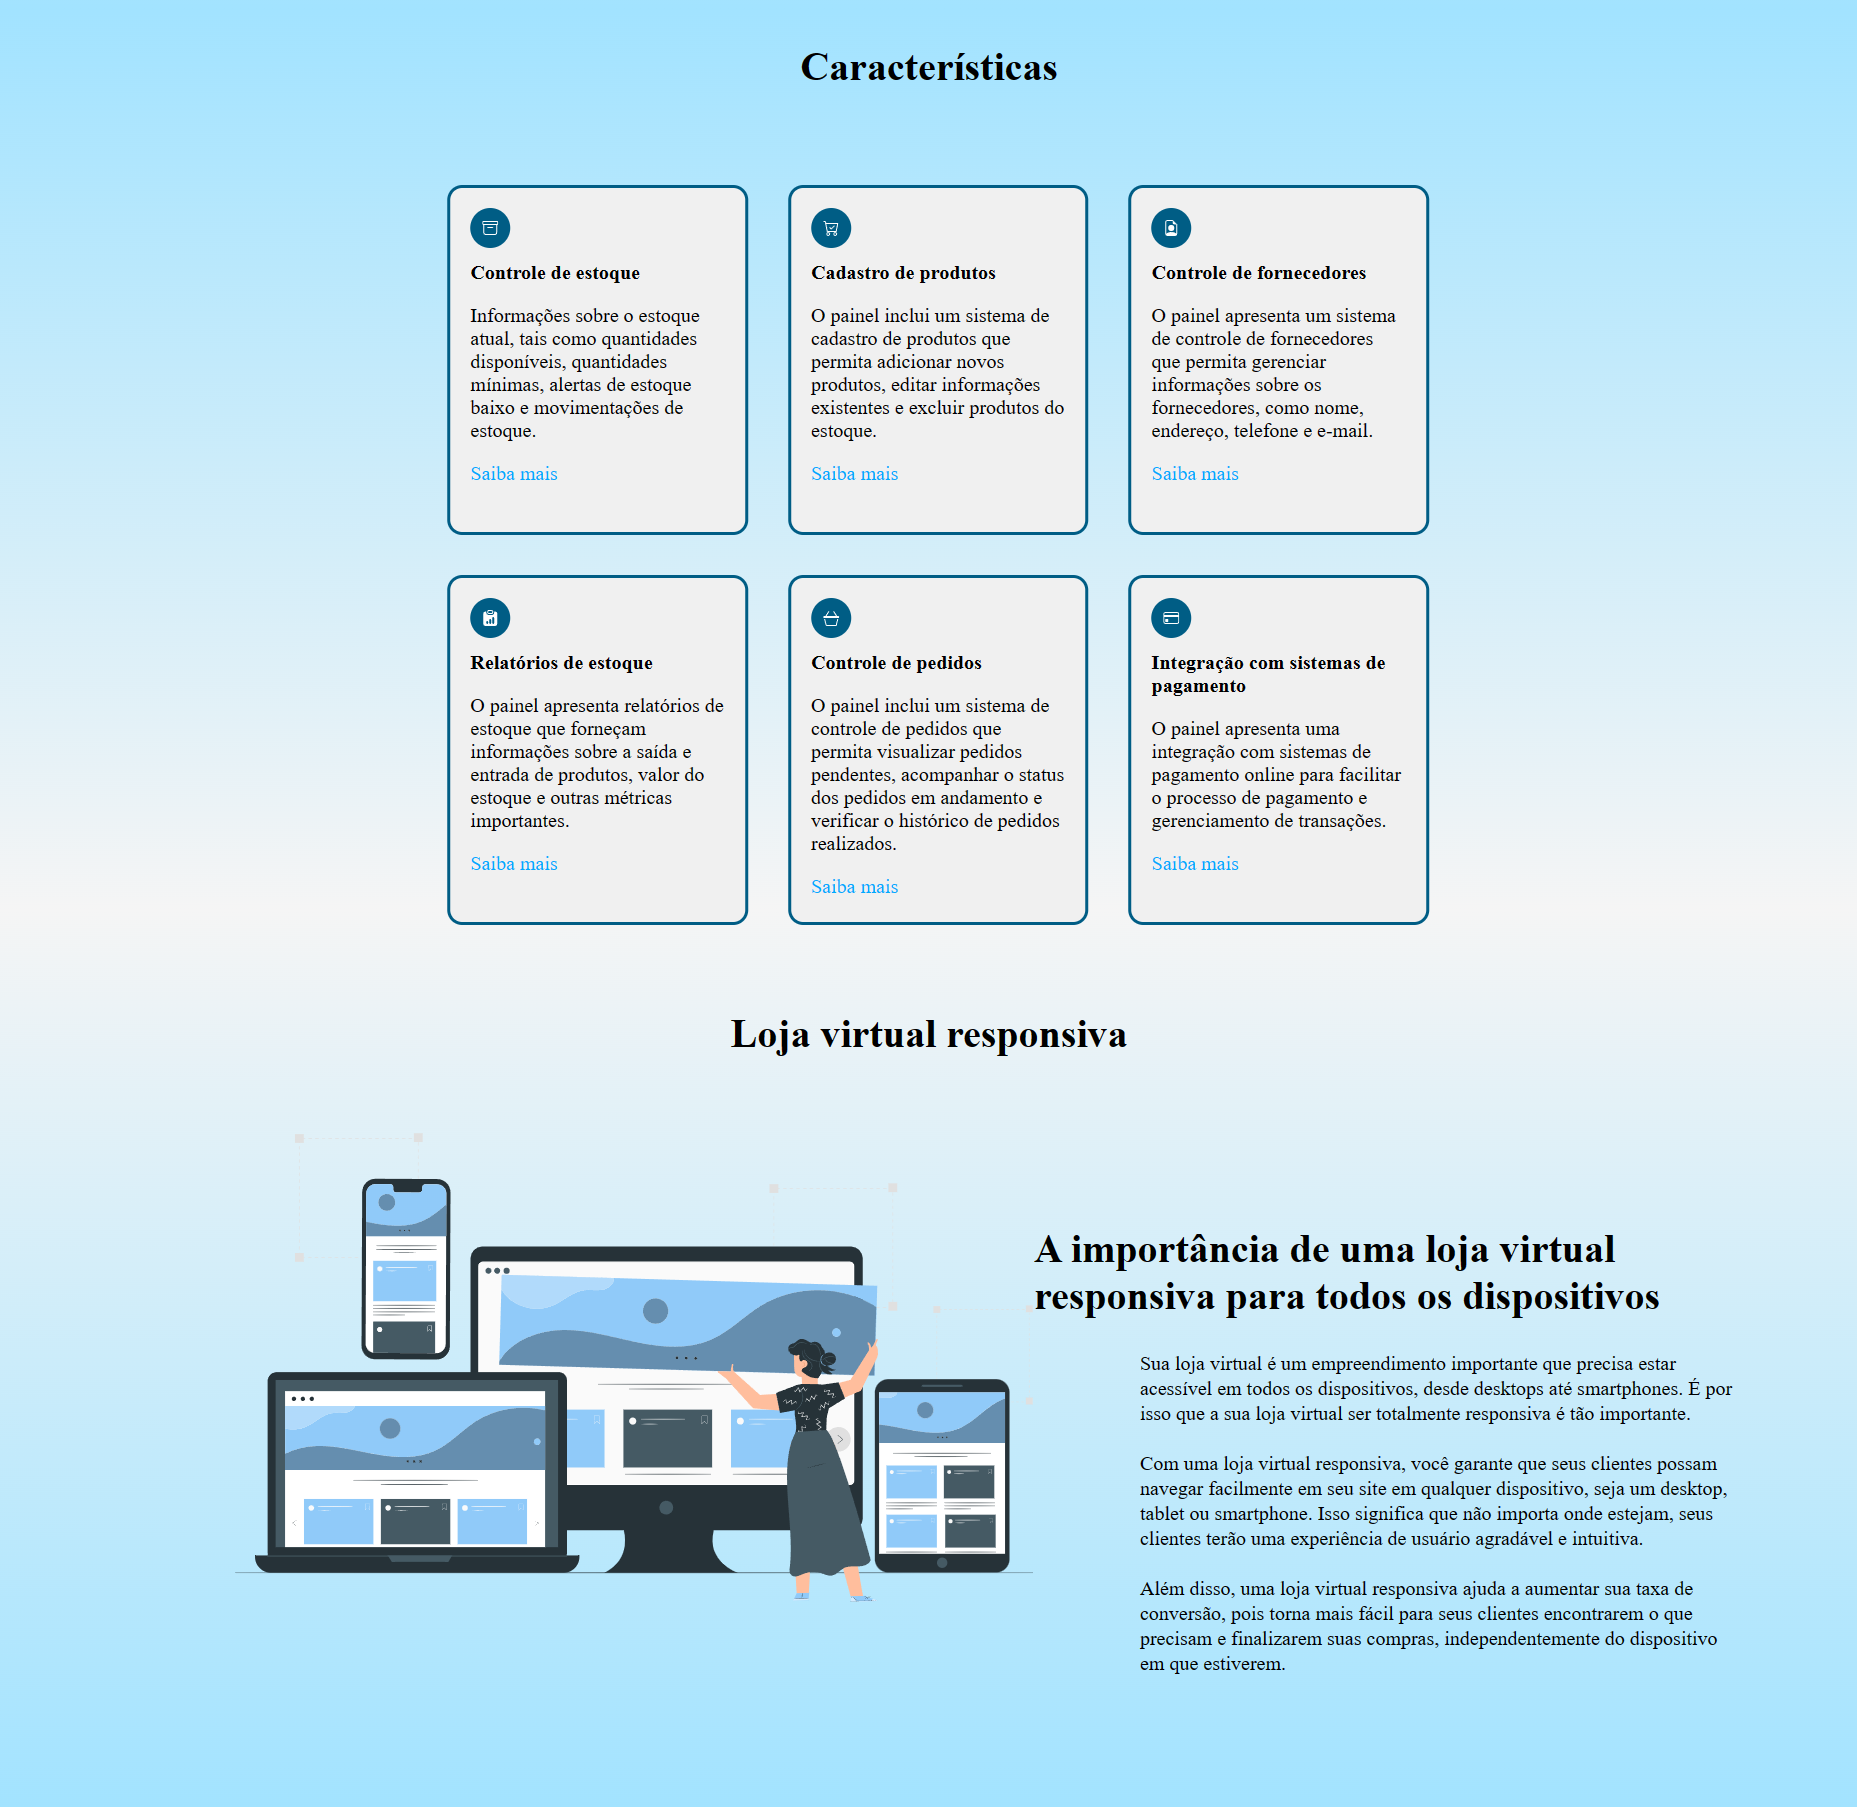 Características
Controle de estoque
Informações sobre o estoque
atual, tais como quantidades
disponíveis, quantidades
mínimas, alertas de estoque
baixo e movimentações de
estoque.
Saiba mais
Cadastro de produtos
O painel inclui um sistema de
cadastro de produtos que
permita adicionar novos
produtos, editar informações
existentes e excluir produtos do
estoque.
Saiba mais
Controle de fornecedores
O painel apresenta um sistema
de controle de fornecedores
que permita gerenciar
informações sobre os
fornecedores, como nome,
endereço, telefone e e-mail.
Saiba mais
Relatórios de estoque
O painel apresenta relatórios de
estoque que forneçam
informações sobre a saída e
entrada de produtos, valor do
estoque e outras métricas
importantes.
Saiba mais
Controle de pedidos
O painel inclui um sistema de
controle de pedidos que
permita visualizar pedidos
pendentes, acompanhar o status
dos pedidos em andamento e
verificar o histórico de pedidos
realizados.
Saiba mais
Integração com sistemas de
pagamento
O painel apresenta uma
integração com sistemas de
pagamento online para facilitar
o processo de pagamento e
gerenciamento de transações.
Saiba mais
Loja virtual responsiva
A importância de uma loja virtual
responsiva para todos os dispositivos
Sua loja virtual é um empreendimento importante que precisa estar
acessível em todos os dispositivos, desde desktops até smartphones. É por
isso que a sua loja virtual ser totalmente responsiva é tão importante.
Com uma loja virtual responsiva, você garante que seus clientes possam
navegar facilmente em seu site em qualquer dispositivo, seja um desktop,
tablet ou smartphone. Isso significa que não importa onde estejam, seus
clientes terão uma experiência de usuário agradável e intuitiva.
Além disso, uma loja virtual responsiva ajuda a aumentar sua taxa de
conversão, pois torna mais fácil para seus clientes encontrarem o que
precisam e finalizarem suas compras, independentemente do dispositivo
em que estiverem.